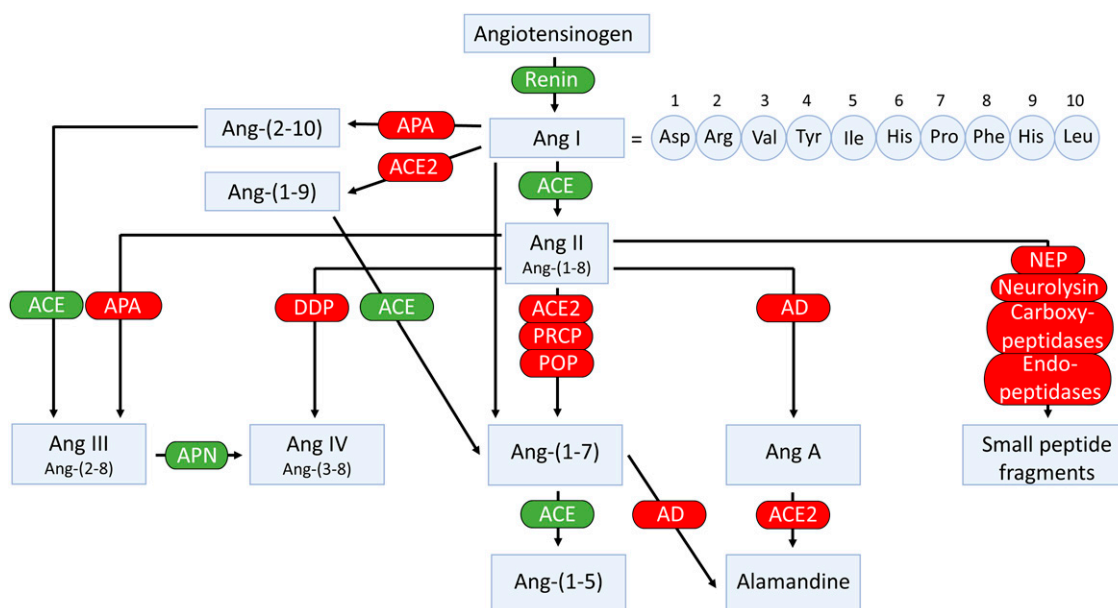 Angiotensinogen
Renin
1 2 3 4 5 6 7 8 9 10
Ang-(2-10)
APA
Ang I
= Asp Arg Val Tyr Ile His Pro Phe His Leu
ACE2
Ang-(1-9)
ACE
Ang II
Ang-(1-8)
NEP
Neurolysin
Carboxy-
peptidases
Endo-
peptidases
ACE
APA
DDP
ACE
ACE2
PRCP
POP
AD
Ang III
Ang-(2-8)
APN
Ang IV
Ang-(3-8)
Ang-(1-7)
Ang A
Small peptide
fragments
ACE
AD
ACE2
Ang-(1-5)
Alamandine